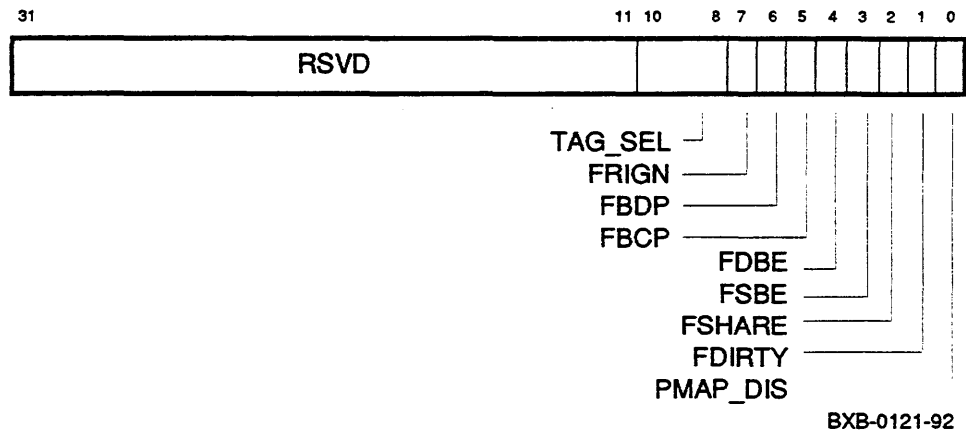 31 11 10 8 7 6 5 4 3 2 1 0
RSVD
TAG_SEL
FRIGN
FBDP
FBCP
FDBE
FSBE
FSHARE
FDIRTY
PMAP_DIS
BXB-0121-92